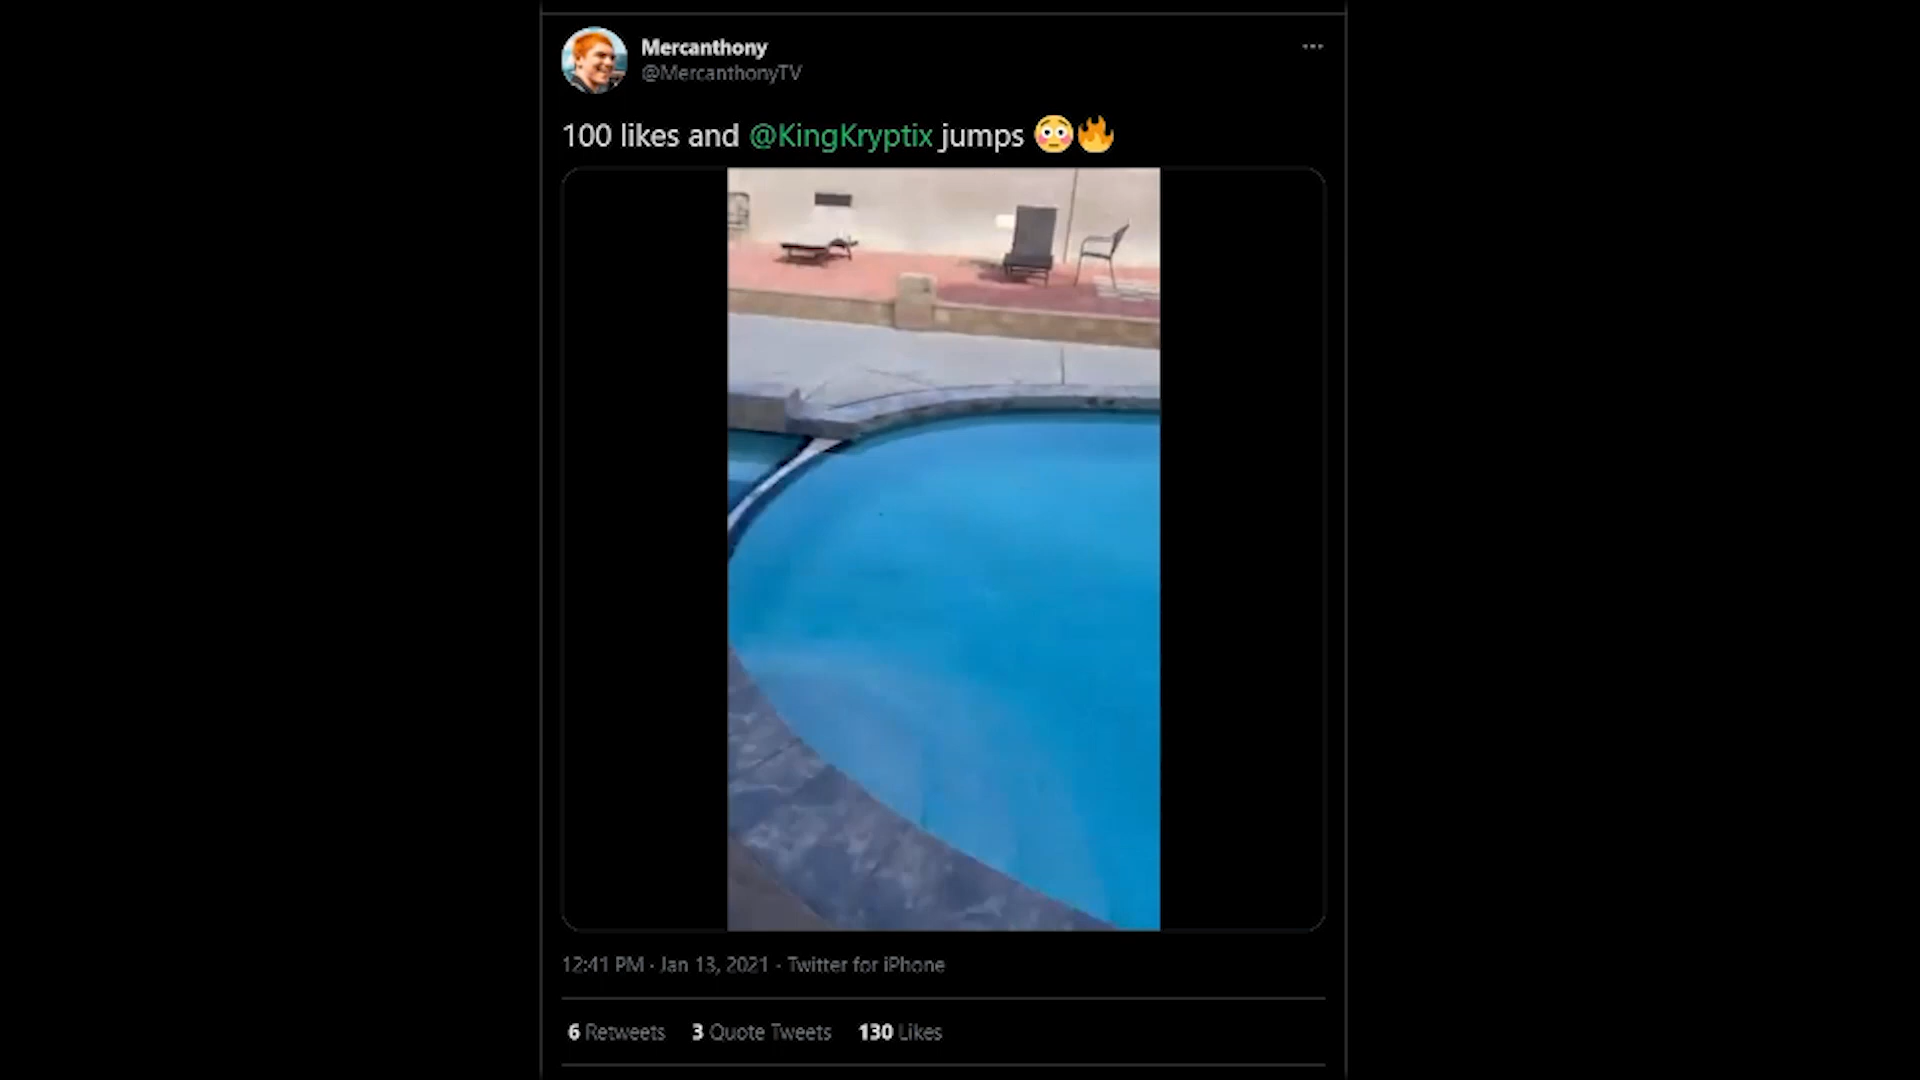 Mercanthony
@MercanthonyTV
100 likes and @KingKryptix jumps 😳🔥
12:41 PM · Jan 13, 2021 · Twitter for iPhone
6 Retweets 3 Quote Tweets 130 Likes